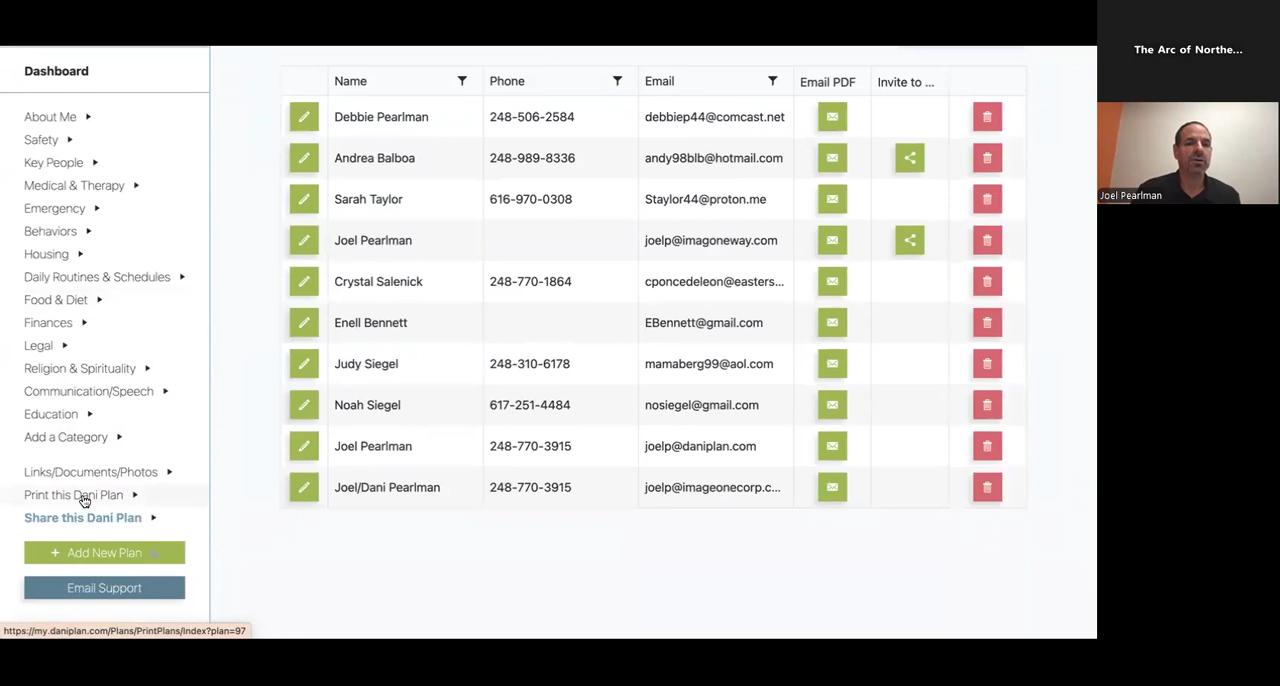 The Arc of Northe...
Joel Pearlman
Dashboard
About Me
Safety
Key People
Medical & Therapy
Emergency
Behaviors
Housing
Daily Routines & Schedules
Food & Diet
Finances
Legal
Religion & Spirituality
Communication/Speech
Education
Add a Category
Links/Documents/Photos
Print this Dani Plan
Share this Dani Plan
+ Add New Plan
Email Support
https://my.daniplan.com/Plans/PrintPlans/Index?plan=97
Name Phone Email Email PDF Invite to ...
Debbie Pearlman 248-506-2584 debbiep44@comcast.net
Andrea Balboa 248-989-8336 andy98blb@hotmail.com
Sarah Taylor 616-970-0308 Staylor44@proton.me
Joel Pearlman joelp@imagoneway.com
Crystal Salenick 248-770-1864 cponcedeleon@easters...
Enell Bennett EBennett@gmail.com
Judy Siegel 248-310-6178 mamaberg99@aol.com
Noah Siegel 617-251-4484 nosiegel@gmail.com
Joel Pearlman 248-770-3915 joelp@daniplan.com
Joel/Dani Pearlman 248-770-3915 joelp@imageonecorp.c...